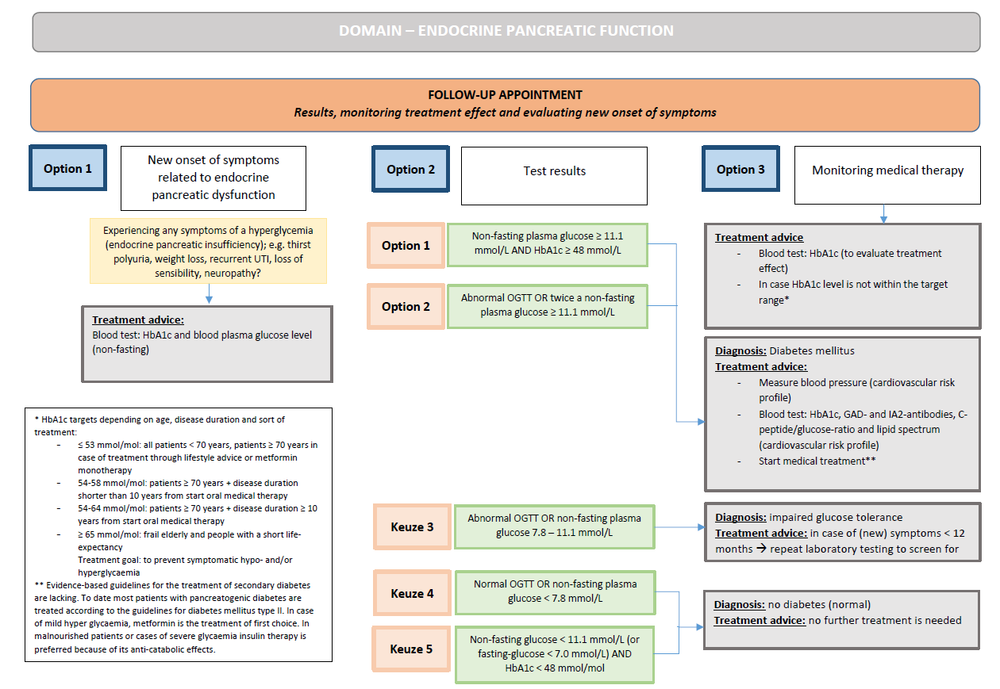 DOMAIN – ENDOCRINE PANCREATIC FUNCTION
FOLLOW-UP APPOINTMENT
Results, monitoring treatment effect and evaluating new onset of symptoms
Option 1
New onset of symptoms
related to endocrine
pancreatic dysfunction
Experiencing any symptoms of a hyperglycemia
(endocrine pancreatic insufficiency); e.g. thirst
polyuria, weight loss, recurrent UTI, loss of
sensibility, neuropathy?
Treatment advice:
Blood test: HbA1c and blood plasma glucose level
(non-fasting)
* HbA1c targets depending on age, disease duration and sort of
treatment:
- ≤ 53 mmol/mol: all patients < 70 years, patients ≥ 70 years in
case of treatment through lifestyle advice or metformin
monotherapy
- 54-58 mmol/mol: patients ≥ 70 years + disease duration
shorter than 10 years from start oral medical therapy
- 54-64 mmol/mol: patients ≥ 70 years + disease duration ≥ 10
years from start oral medical therapy
- ≥ 65 mmol/mol: frail elderly and people with a short life-
expectancy
Treatment goal: to prevent symptomatic hypo- and/or
hyperglycaemia
** Evidence-based guidelines for the treatment of secondary diabetes
are lacking. To date most patients with pancreatogenic diabetes are
treated according to the guidelines for diabetes mellitus type II. In case
of mild hyper glycaemia, metformin is the treatment of first choice. In
malnourished patients or cases of severe glycaemia insulin therapy is
preferred because of its anti-catabolic effects.
Option 2
Test results
Option 1
Non-fasting plasma glucose ≥ 11.1
mmol/L AND HbA1c ≥ 48 mmol/L
Option 2
Abnormal OGTT OR twice a non-fasting
plasma glucose ≥ 11.1 mmol/L
Keuze 3
Abnormal OGTT OR non-fasting plasma
glucose 7.8 – 11.1 mmol/L
Keuze 4
Normal OGTT OR non-fasting plasma
glucose < 7.8 mmol/L
Keuze 5
Non-fasting glucose < 11.1 mmol/L (or
fasting-glucose < 7.0 mmol/L) AND
HbA1c < 48 mmol/mol
Option 3
Monitoring medical therapy
Treatment advice
- Blood test: HbA1c (to evaluate treatment
effect)
- In case HbA1c level is not within the target
range*
Diagnosis: Diabetes mellitus
Treatment advice:
- Measure blood pressure (cardiovascular risk
profile)
- Blood test: HbA1c, GAD- and IA2-antibodies, C-
peptide/glucose-ratio and lipid spectrum
(cardiovascular risk profile)
- Start medical treatment**
Diagnosis: impaired glucose tolerance
Treatment advice: in case of (new) symptoms < 12
months → repeat laboratory testing to screen for
Diagnosis: no diabetes (normal)
Treatment advice: no further treatment is needed